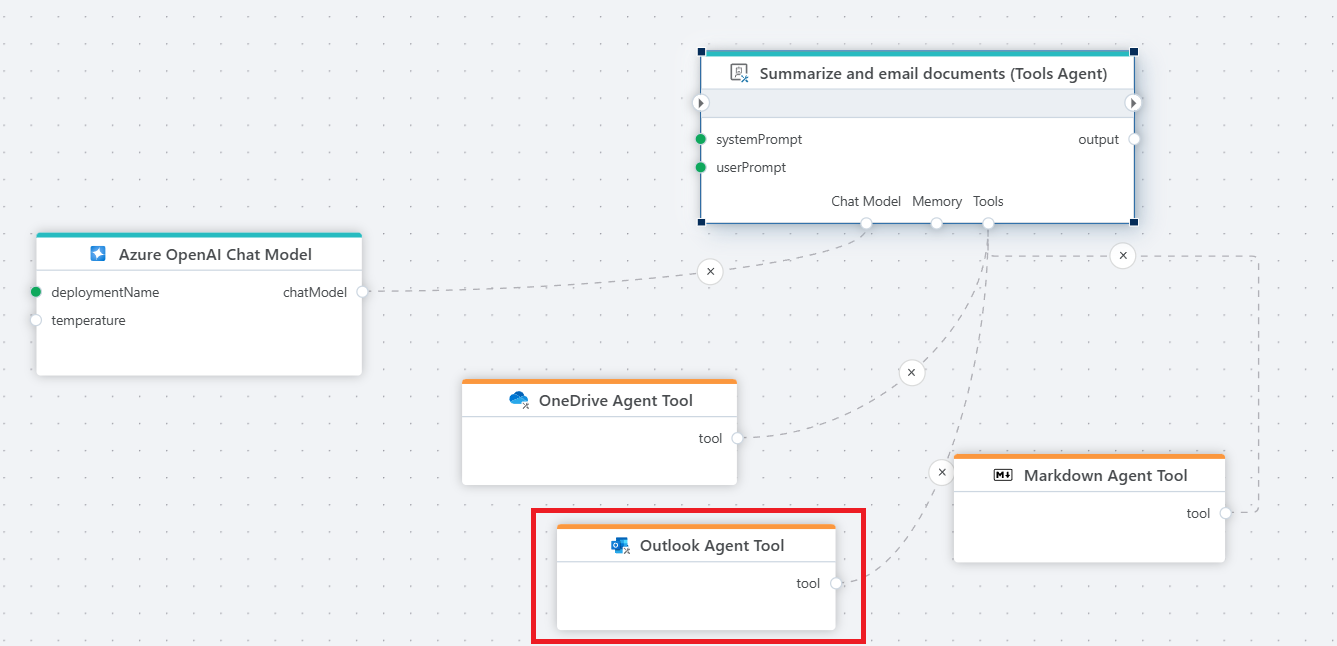 Summarize and email documents (Tools Agent)
systemPrompt
output
userPrompt
Chat Model
Memory
Tools
Azure OpenAI Chat Model
deploymentName
chatModel
temperature
OneDrive Agent Tool
tool
Markdown Agent Tool
tool
Outlook Agent Tool
tool